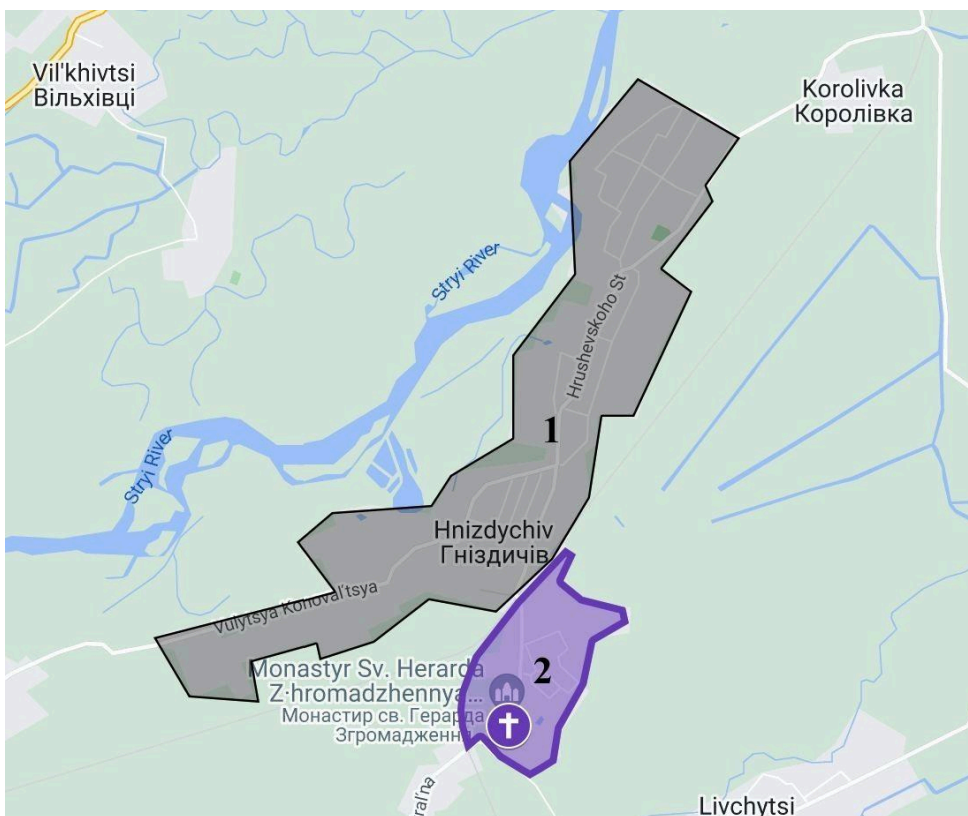 Vil'khivtsi
Вільхівці
Korolivka
Королівка
Stryi River
Hrushevskoho St
1
Stryi River
Hnizdychiv
Гніздичів
Vulytsya Konoval'tsya
Monastyr Sv. Herarda
Z·hromadzhennya...
Монастир св. Герарда
Згромадження...
2
Livchytsi